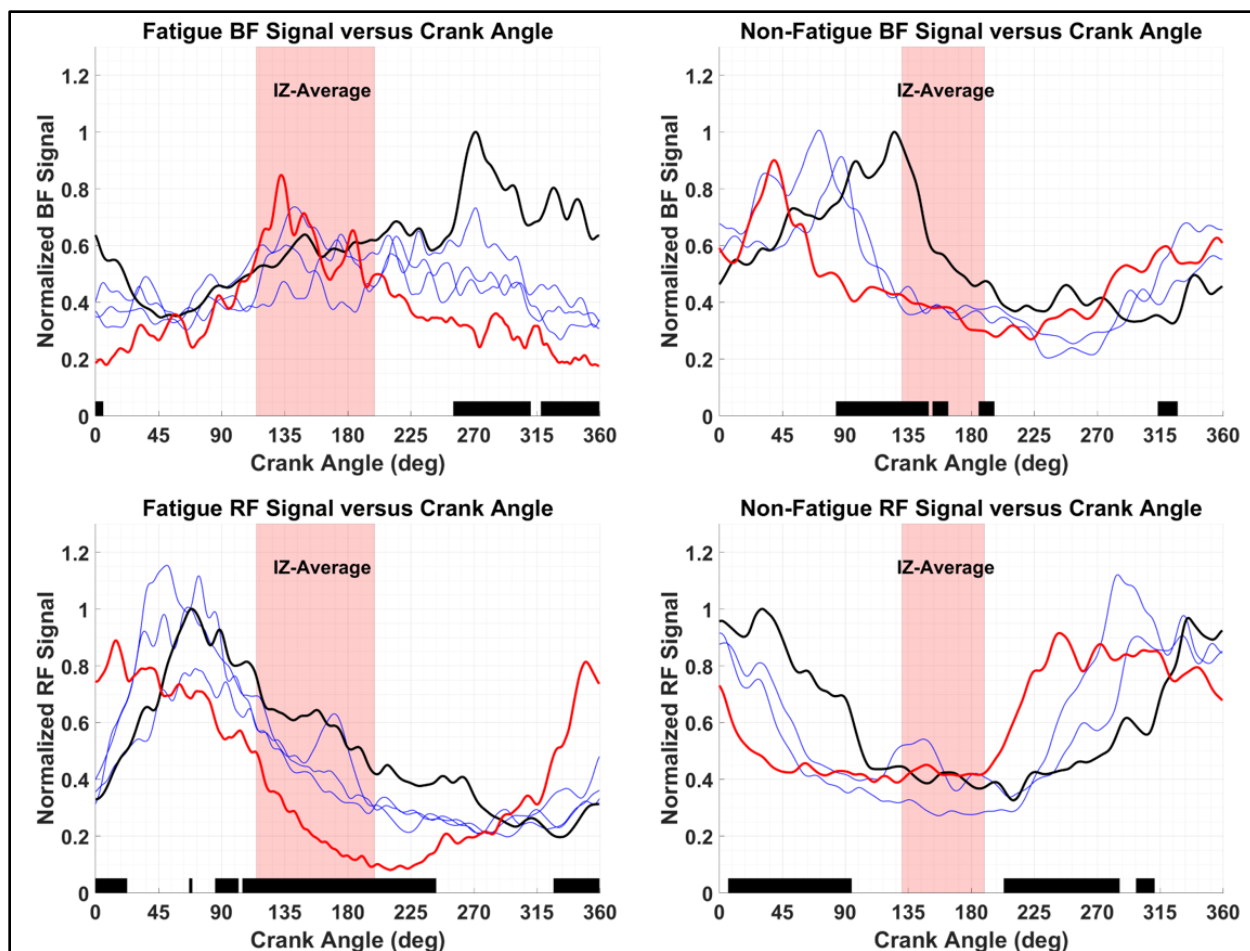 Fatigue BF Signal versus Crank Angle
IZ-Average
Normalized BF Signal
1.2
1
0.8
0.6
0.4
0.2
0
0 45 90 135 180 225 270 315 360
Crank Angle (deg)
Non-Fatigue BF Signal versus Crank Angle
IZ-Average
Normalized BF Signal
1.2
1
0.8
0.6
0.4
0.2
0
0 45 90 135 180 225 270 315 360
Crank Angle (deg)
Fatigue RF Signal versus Crank Angle
IZ-Average
Normalized RF Signal
1.2
1
0.8
0.6
0.4
0.2
0
0 45 90 135 180 225 270 315 360
Crank Angle (deg)
Non-Fatigue RF Signal versus Crank Angle
IZ-Average
Normalized RF Signal
1.2
1
0.8
0.6
0.4
0.2
0
0 45 90 135 180 225 270 315 360
Crank Angle (deg)